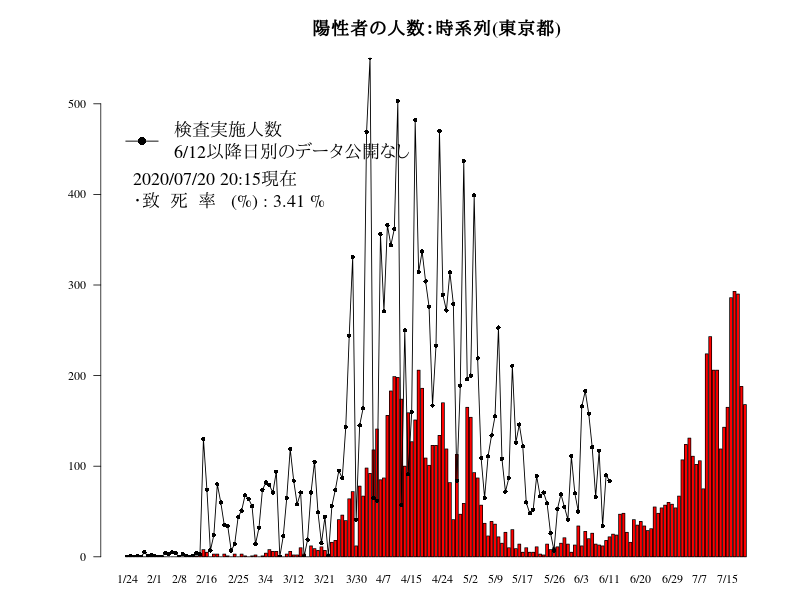 陽性者の人数：時系列(東京都)
検査実施人数
6/12以降日別のデータ公開なし
2020/07/20 20:15現在
・致 死 率 (%) : 3.41 %
500
400
300
200
100
0
1/24 2/1 2/8 2/16 2/23 3/4 3/12 3/21 3/30 4/7 4/15 4/24 5/2 5/9 5/17 5/26 6/3 6/11 6/20 6/29 7/7 7/15